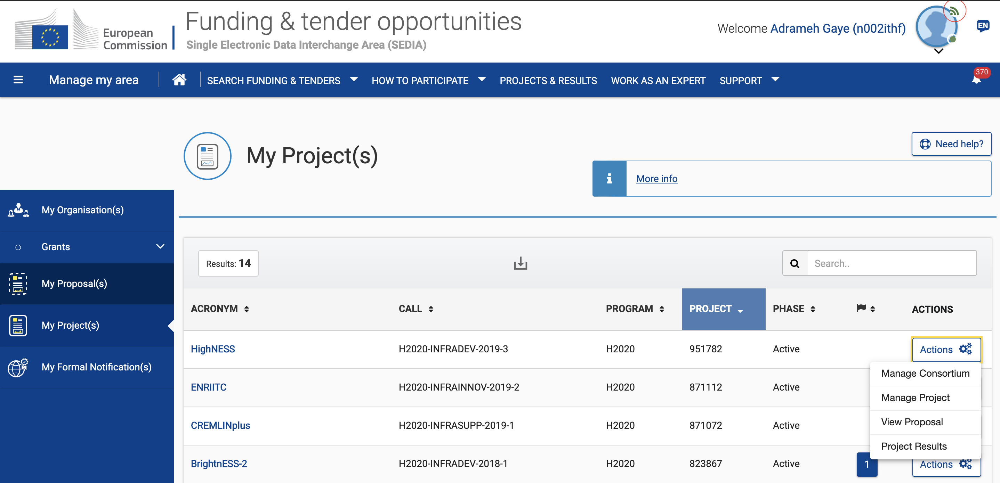 European
Commission
Funding & tender opportunities
Single Electronic Data Interchange Area (SEDIA)
Welcome Adrameh Gaye (n002ithf)
EN
Manage my area
SEARCH FUNDING & TENDERS
HOW TO PARTICIPATE
PROJECTS & RESULTS
WORK AS AN EXPERT
SUPPORT
370
My Project(s)
Need help?
i
More info
My Organisation(s)
Grants
My Proposal(s)
My Project(s)
My Formal Notification(s)
Results: 14
Search..
ACRONYM CALL PROGRAM PROJECT PHASE ACTIONS
HighNESS H2020-INFRADEV-2019-3 H2020 951782 Active Actions
ENRIITC H2020-INFRAINNOV-2019-2 H2020 871112 Active
CREMLINplus H2020-INFRASUPP-2019-1 H2020 871072 Active
BrightnESS-2 H2020-INFRADEV-2018-1 H2020 823867 Active 1 Actions
Manage Consortium
Manage Project
View Proposal
Project Results